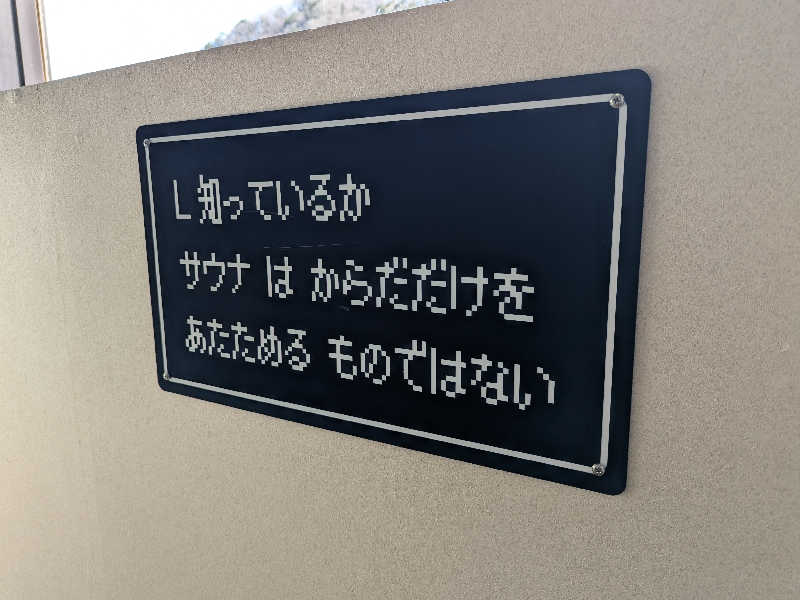 L 知っているか
サウナ は からだだけを
あたためる ものではない